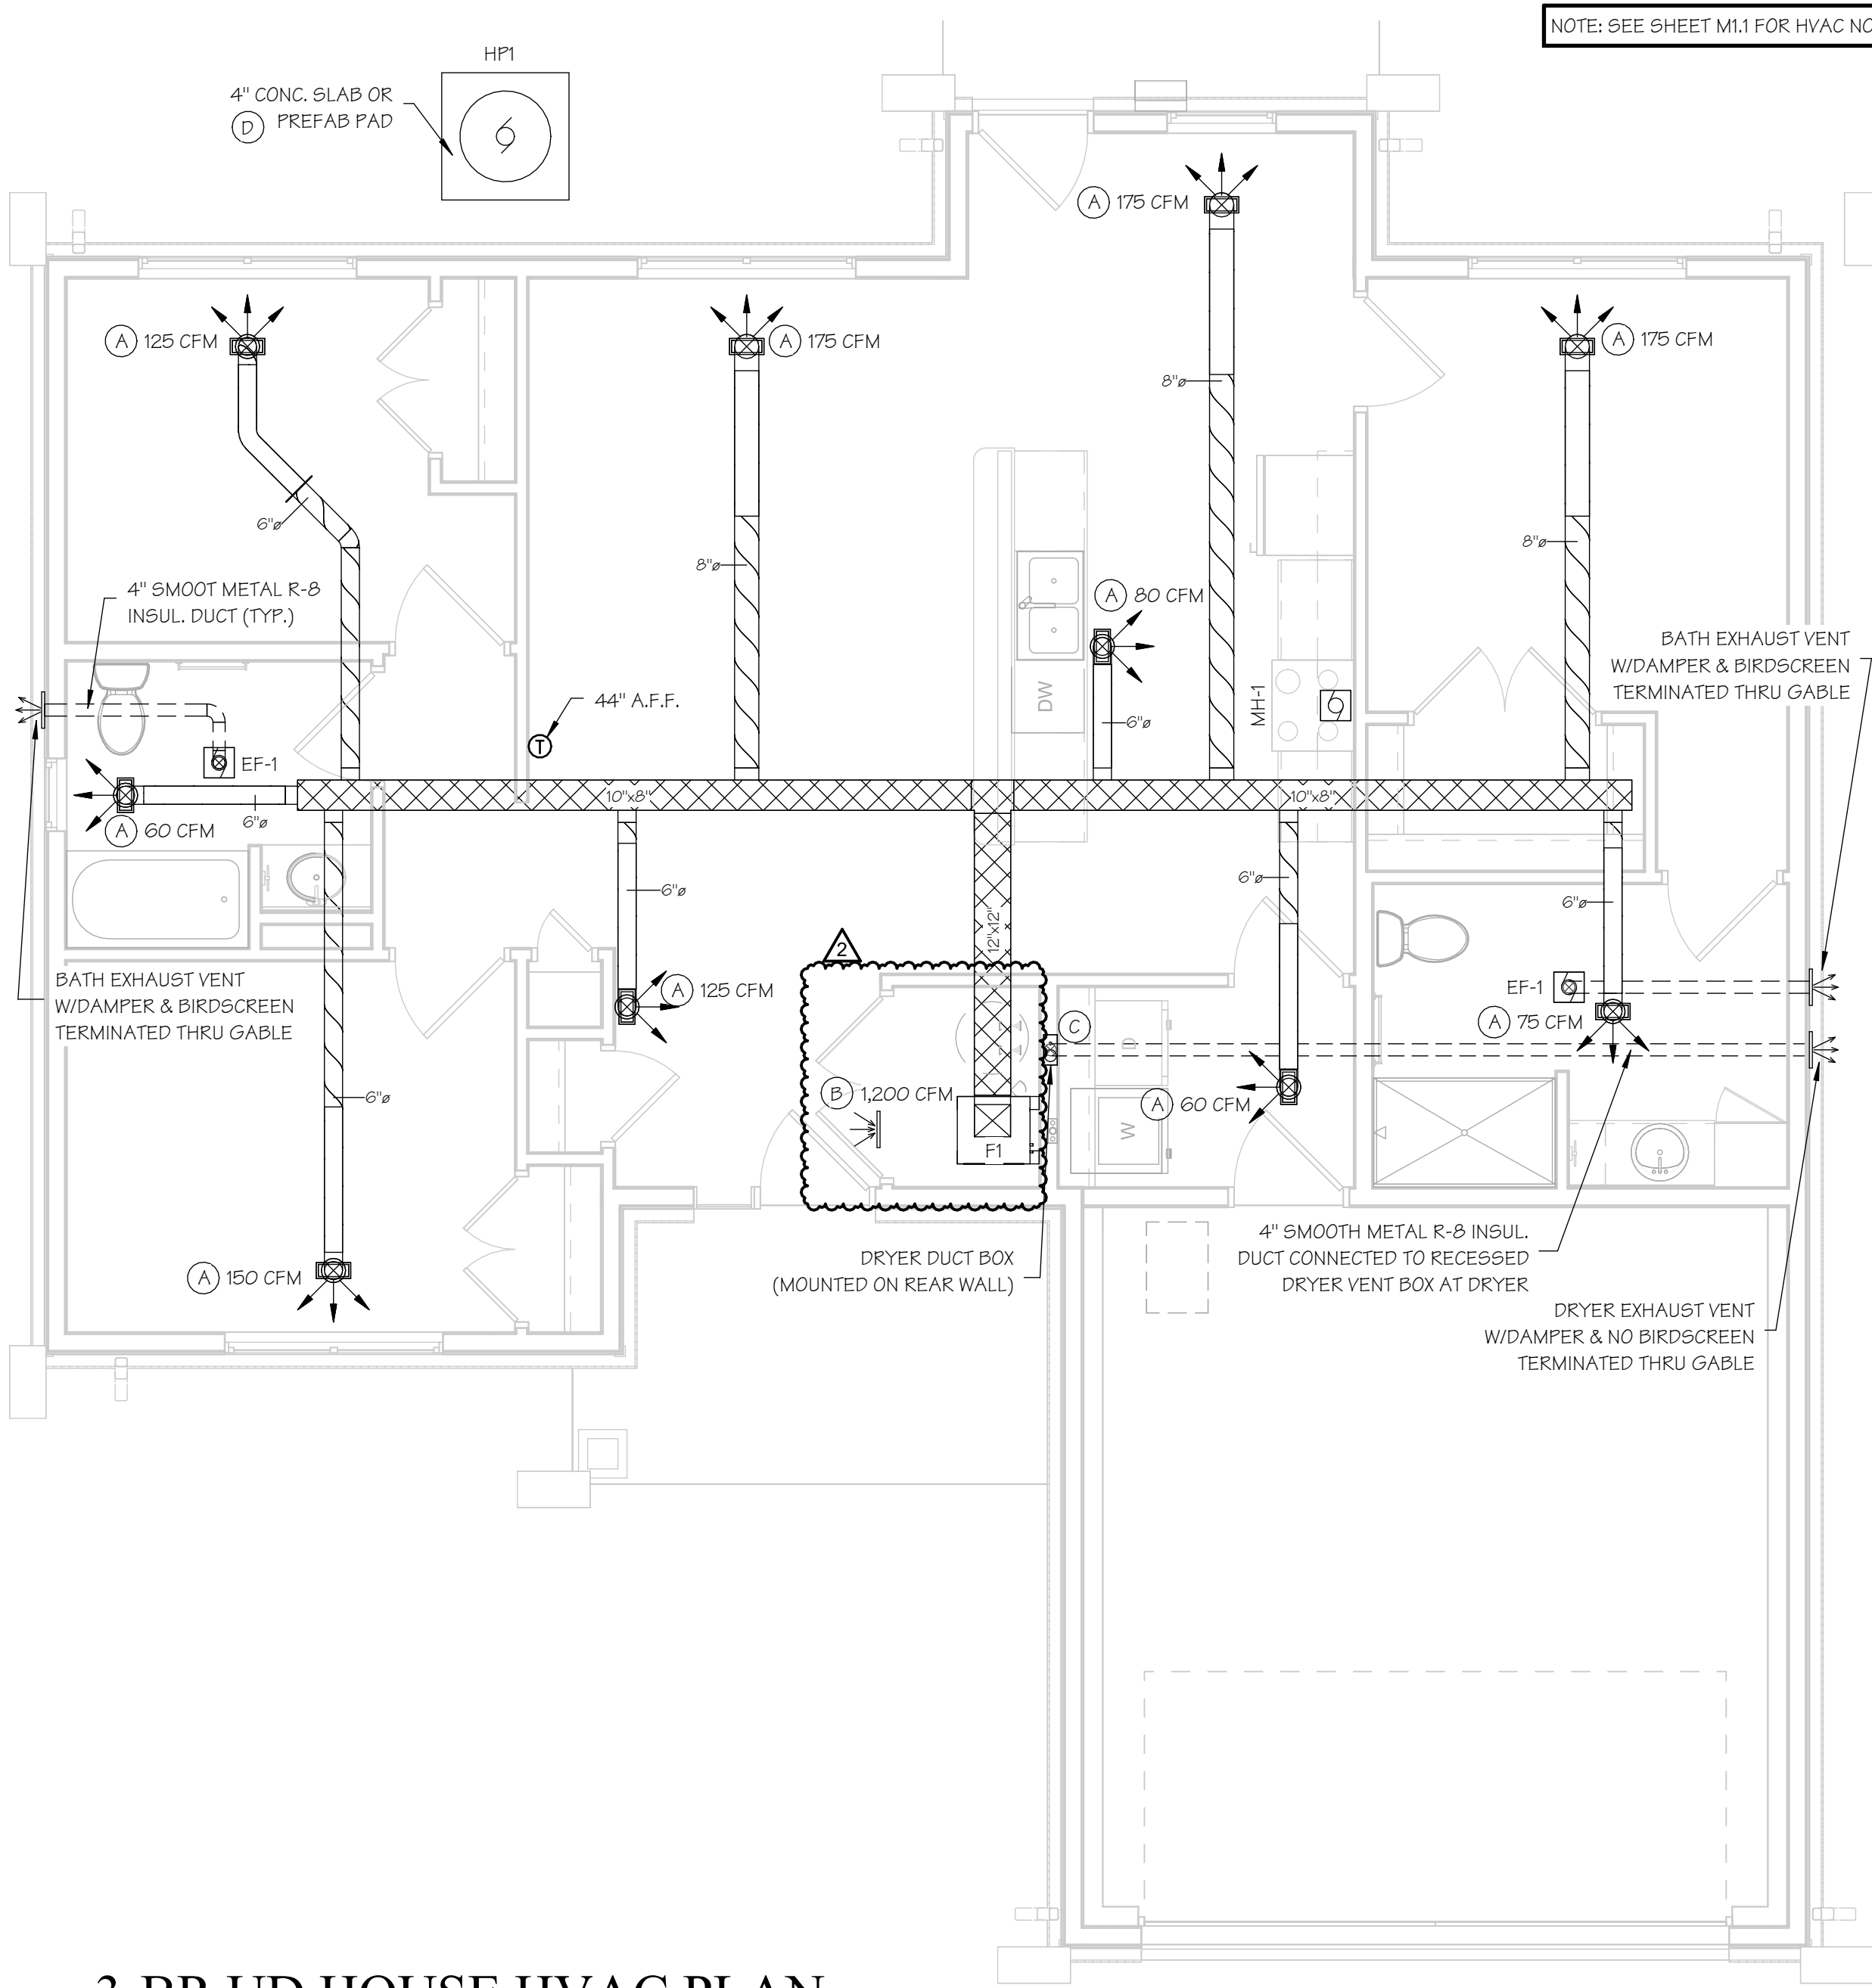 NOTE: SEE SHEET M1.1 FOR HVAC
HP1
4" CONC. SLAB OR
D PREFAB PAD
A 175 CFM
A 125 CFM
A 175 CFM
A 175 CFM
8"ø
6"ø
8"ø
8"ø
4" SMOOT METAL R-8
INSUL. DUCT (TYP.)
A 80 CFM
BATH EXHAUST VENT
W/DAMPER & BIRDSCREEN
TERMINATED THRU GABLE
44" A.F.F.
T
DW
MH-1
6"ø
EF-1
10"x8"
10"x8"
A 60 CFM
6"ø
6"ø
6"ø
6"ø
12"x12"
2
BATH EXHAUST VENT
W/DAMPER & BIRDSCREEN
TERMINATED THRU GABLE
A 125 CFM
EF-1
A 75 CFM
C
D
6"ø
B 1,200 CFM
A 60 CFM
W
F1
DRYER DUCT BOX
(MOUNTED ON REAR WALL)
4" SMOOTH METAL R-8 INSUL.
DUCT CONNECTED TO RECESSED
DRYER VENT BOX AT DRYER
A 150 CFM
DRYER EXHAUST VENT
W/DAMPER & NO BIRDSCREEN
TERMINATED THRU GABLE
3-BR UD HOUSE HVAC PLAN